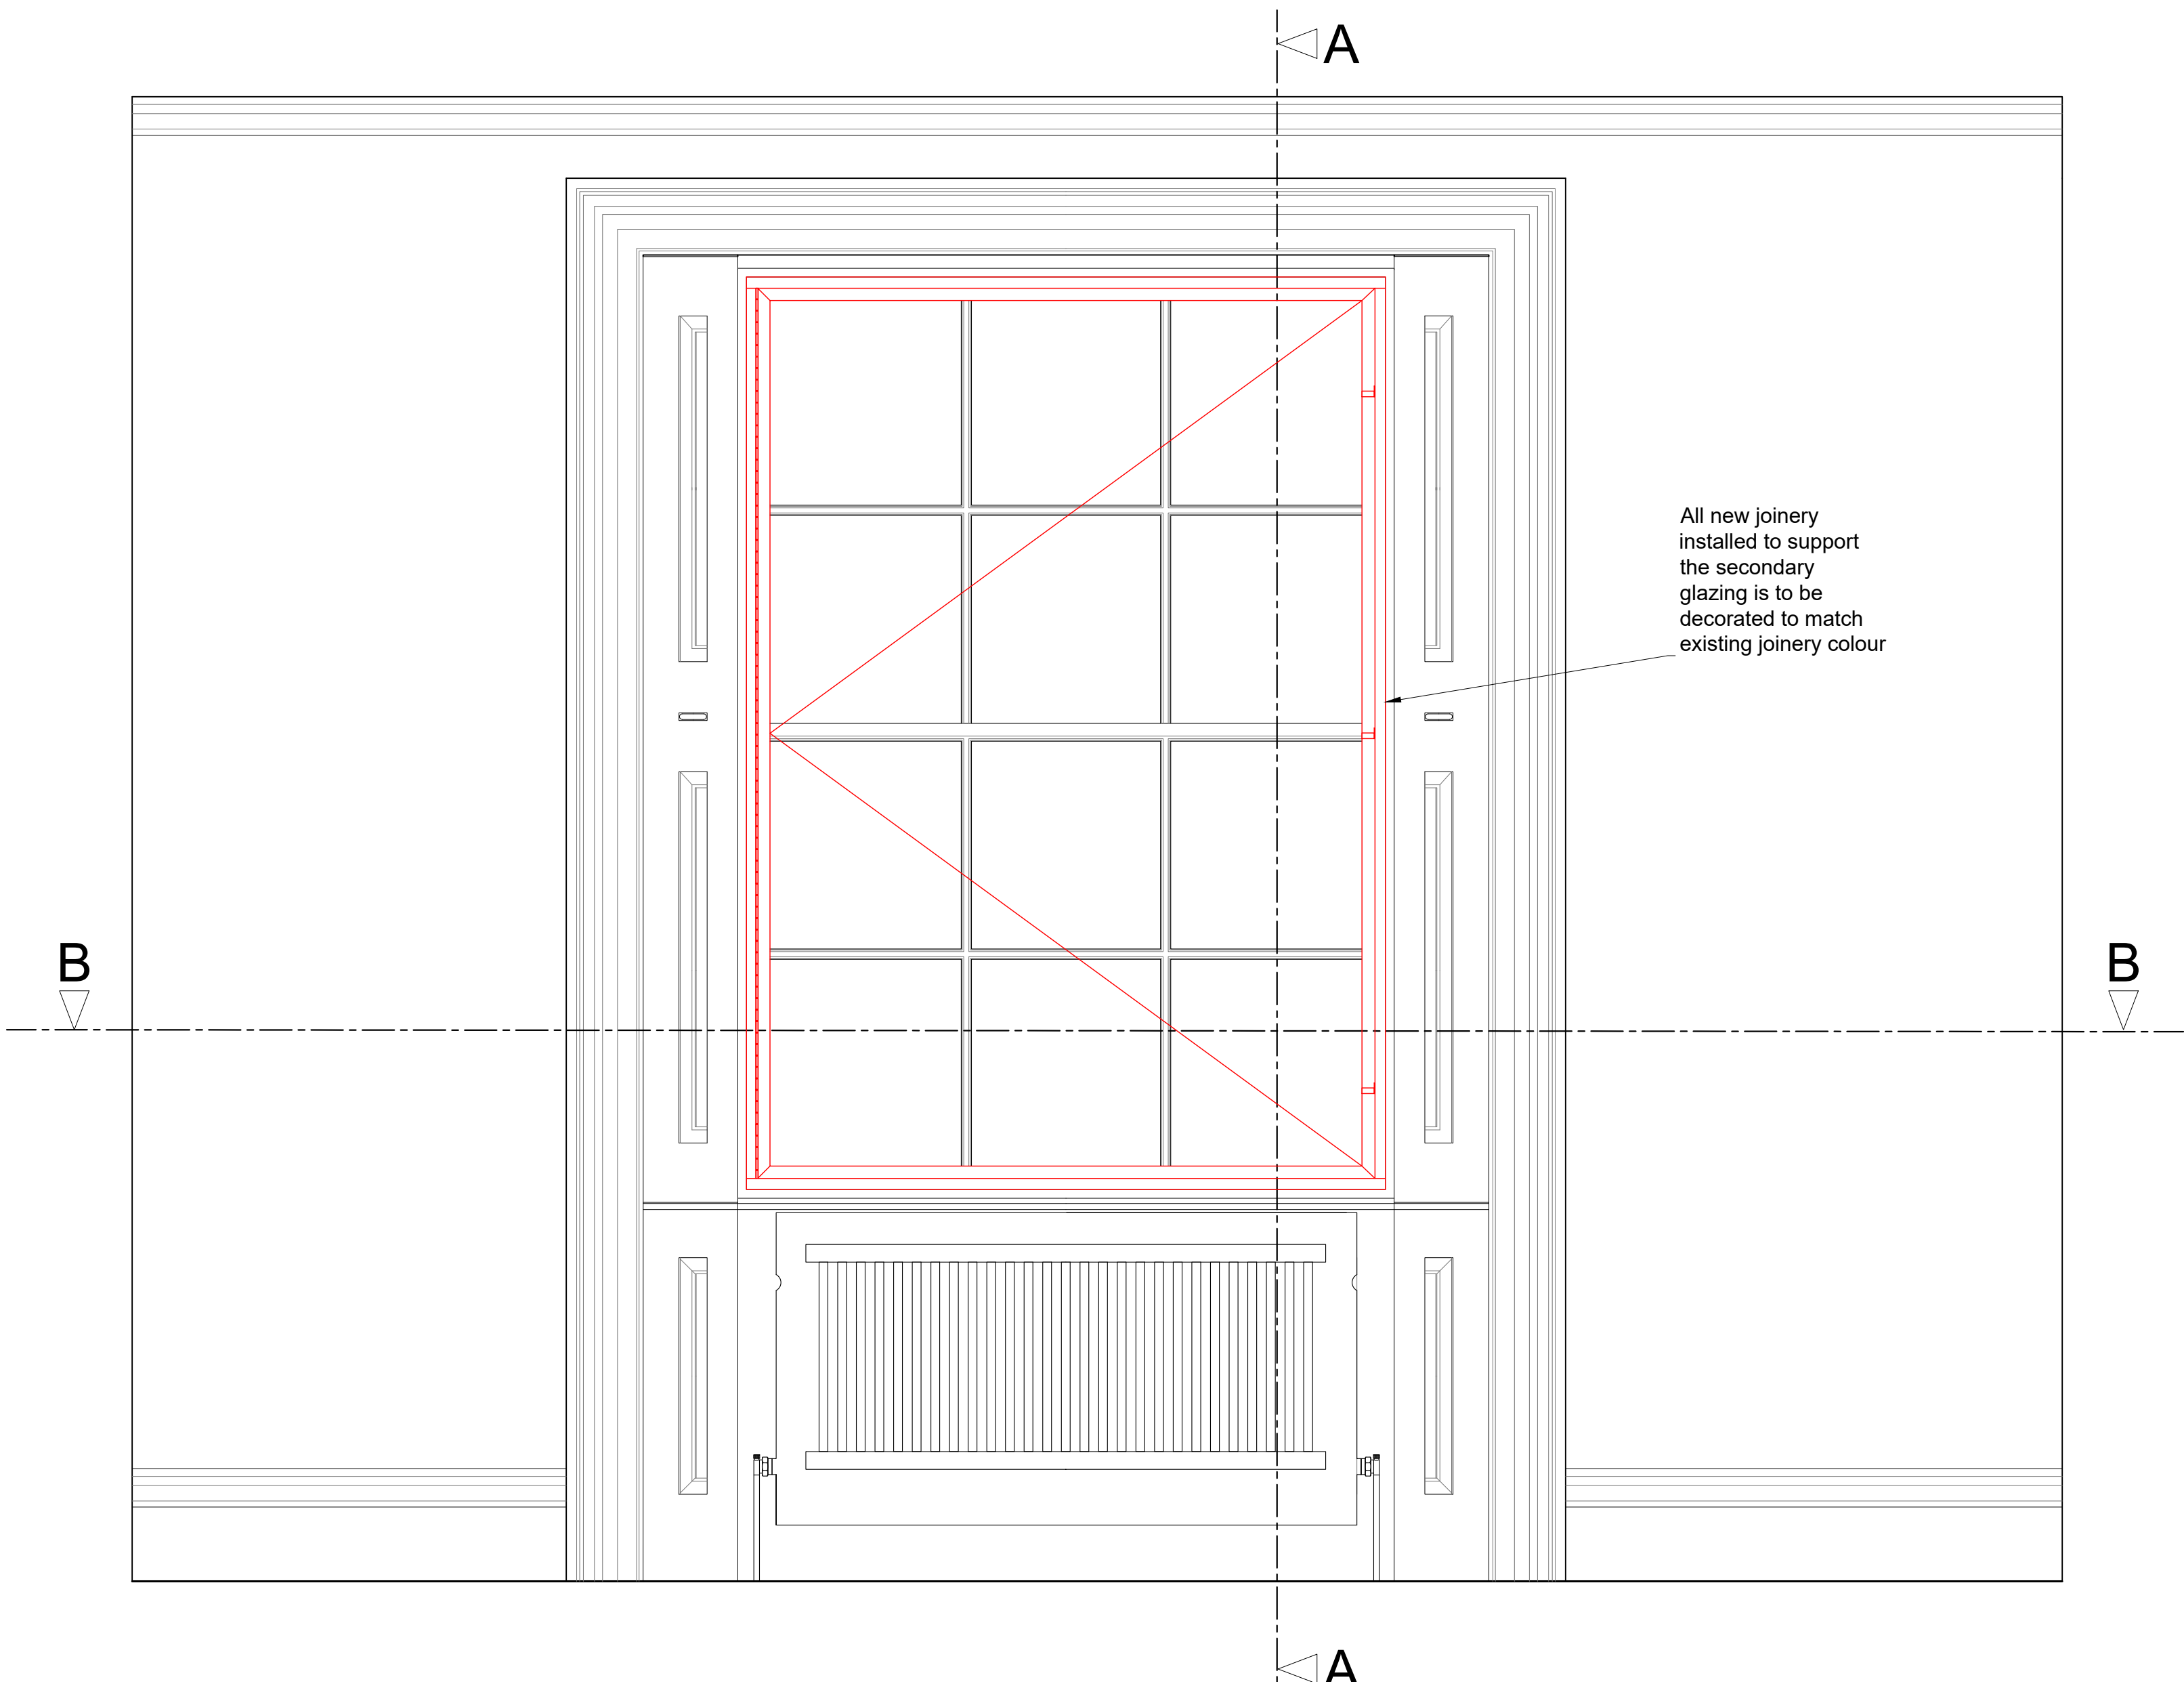 A
All new joinery
installed to support
the secondary
glazing is to be
decorated to match
existing joinery colour
B
B
A